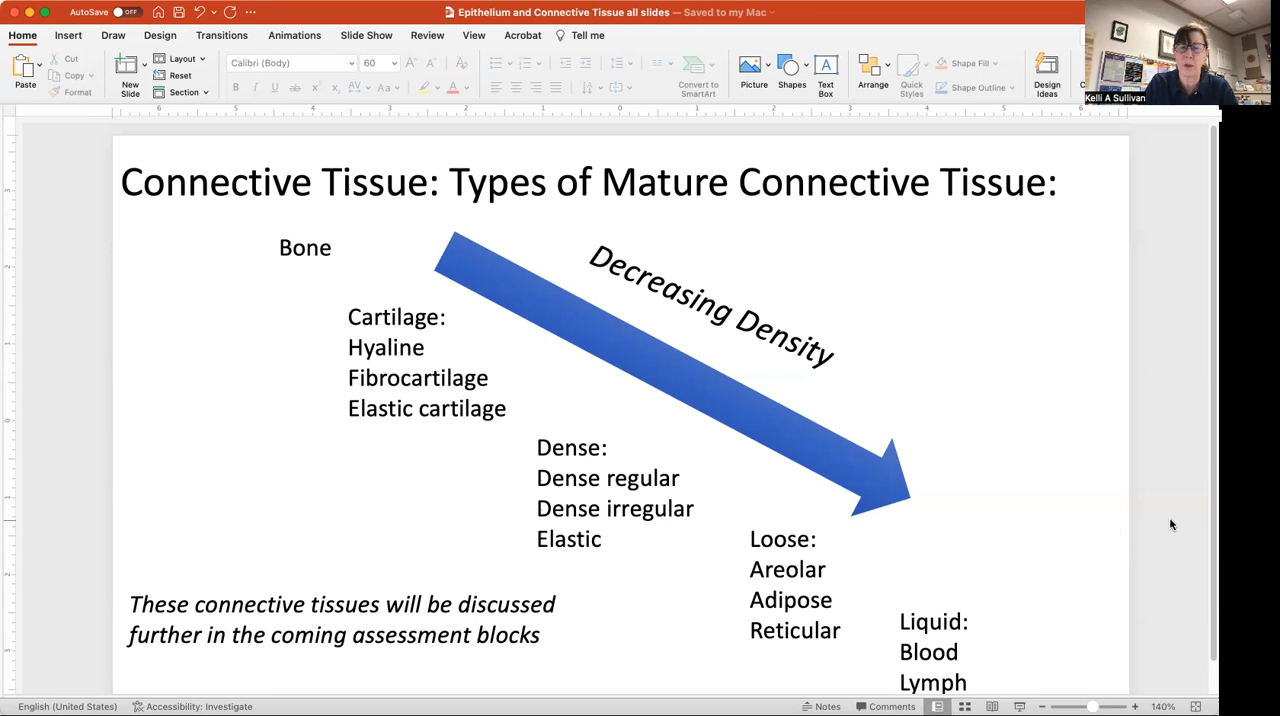 AutoSave OFF
Epithelium and Connective Tissue all slides — Saved to my Mac
Home Insert Draw Design Transitions Animations Slide Show Review View Acrobat Tell me
Paste
Cut
Copy
Format
New Slide
Layout
Reset
Section
Calibri (Body) 60
Convert to SmartArt
Picture
Shapes
Text Box
Arrange
Quick Styles
Shape Fill
Shape Outline
Design Ideas
Kelli A Sullivan
Connective Tissue: Types of Mature Connective Tissue:
Bone
Decreasing Density
Cartilage:
Hyaline
Fibrocartilage
Elastic cartilage
Dense:
Dense regular
Dense irregular
Elastic
Loose:
Areolar
Adipose
Reticular
Liquid:
Blood
Lymph
These connective tissues will be discussed
further in the coming assessment blocks
English (United States) Accessibility: Investigate Notes Comments 140%